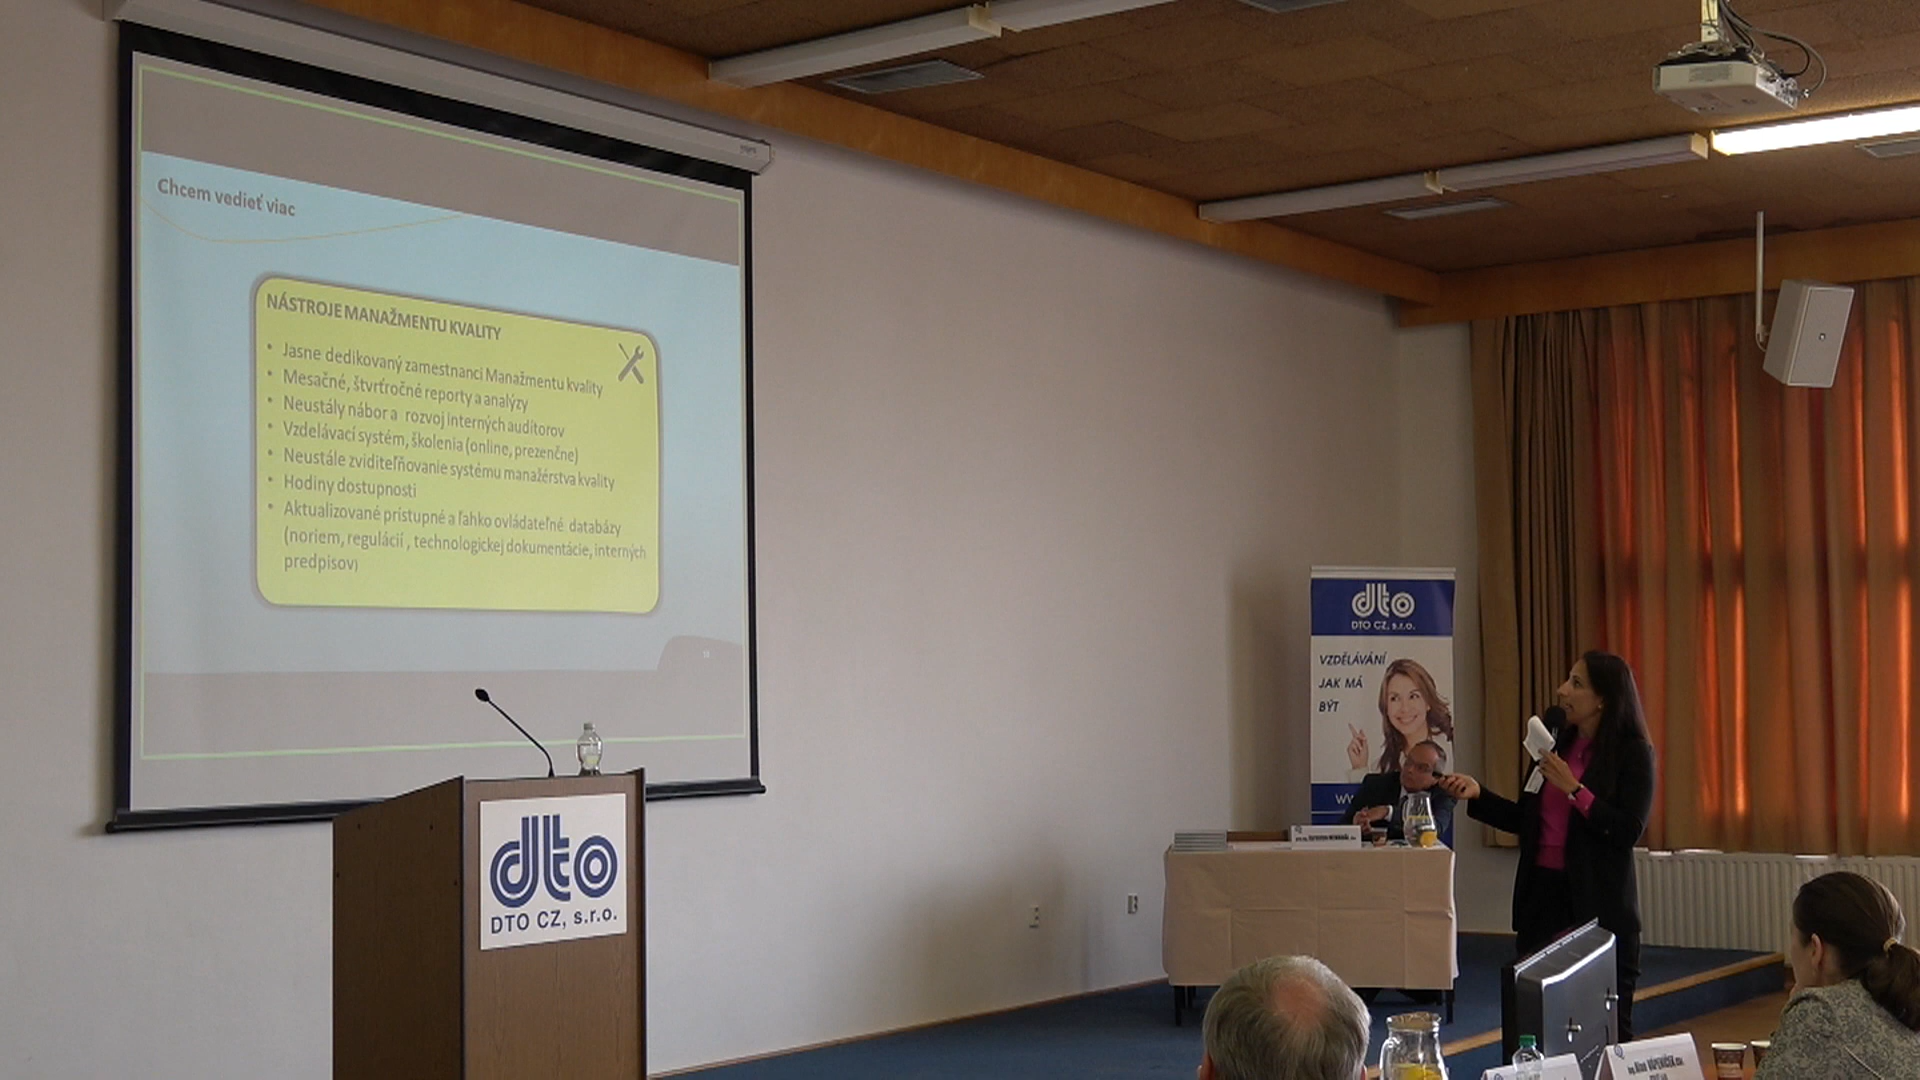 Chcem vedieť viac
NÁSTROJE MANAŽMENTU KVALITY
• Jasne dedikovaný zamestnanci Manažmentu kvality
• Mesačné, štvrťročné reporty a analýzy
• Neustály nábor a rozvoj interných audítorov
• Vzdelávací systém, školenia (online, prezenčne)
• Neustále zviditeľňovanie systému manažérstva kvality
• Hodiny dostupnosti
• Aktualizované prístupné a ľahko ovládateľné databázy
(noriem, regulácií , technologickej dokumentácie, interných
predpisov)
dto
DTO CZ, s.r.o.
dto
DTO CZ, s.r.o.
VZDĚLÁVÁNÍ
JAK MÁ
BÝT